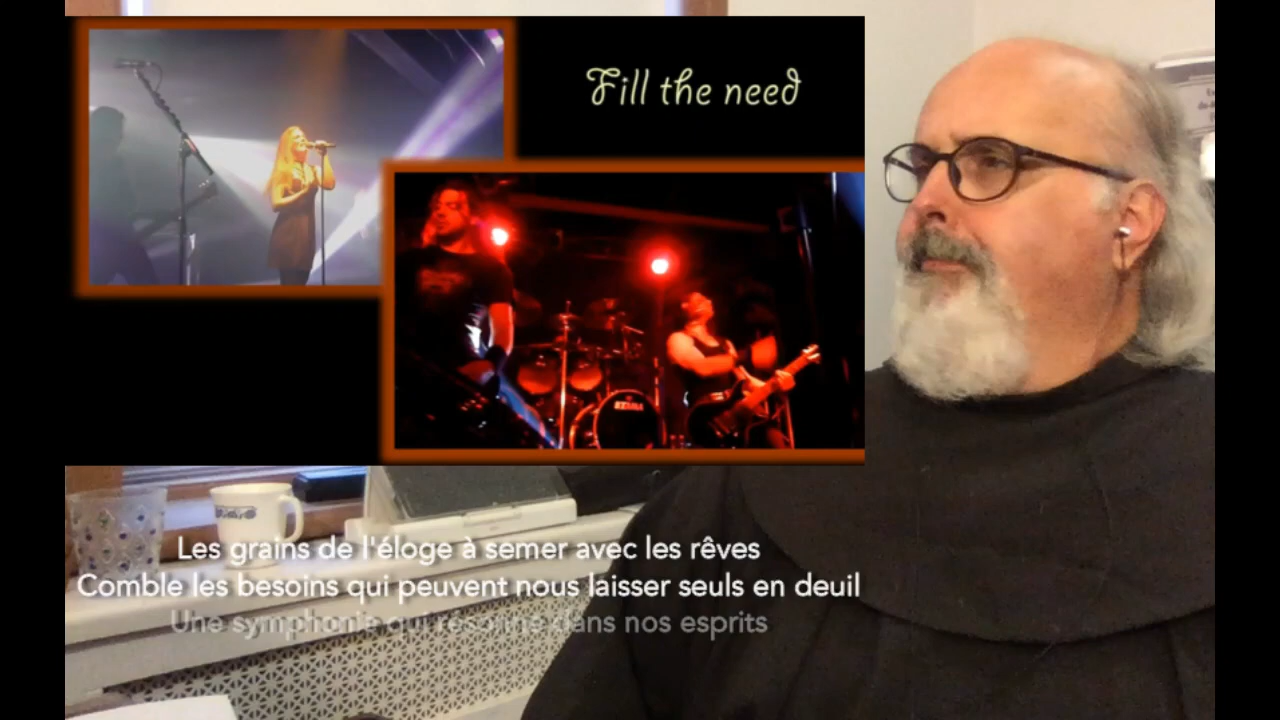 Fill the need
TAMA
Les grains de l'éloge à semer avec les rêves
Comble les besoins qui peuvent nous laisser seuls en deuil
Une symphonie qui résonne dans nos esprits